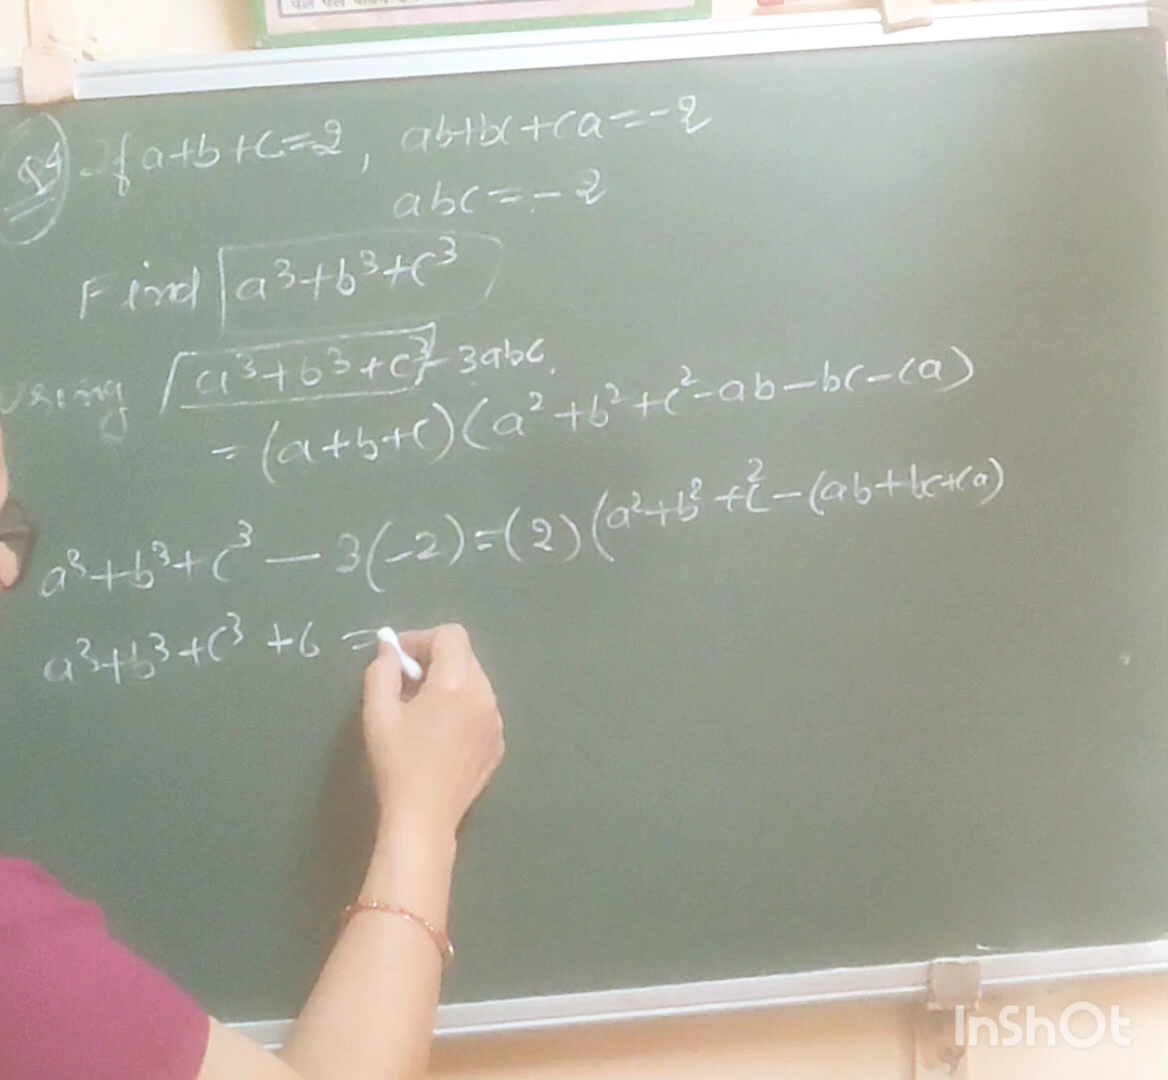 Q4 If a+b+c=2, ab+bc+ca=-2
abc=-2
Find a³+b³+c³
Using a³+b³+c³-3abc
=(a+b+c)(a²+b²+c²-ab-bc-ca)
a³+b³+c³-3(-2)=(2)(a²+b²+c²-(ab+bc+ca)
a³+b³+c³+6=
InShOt